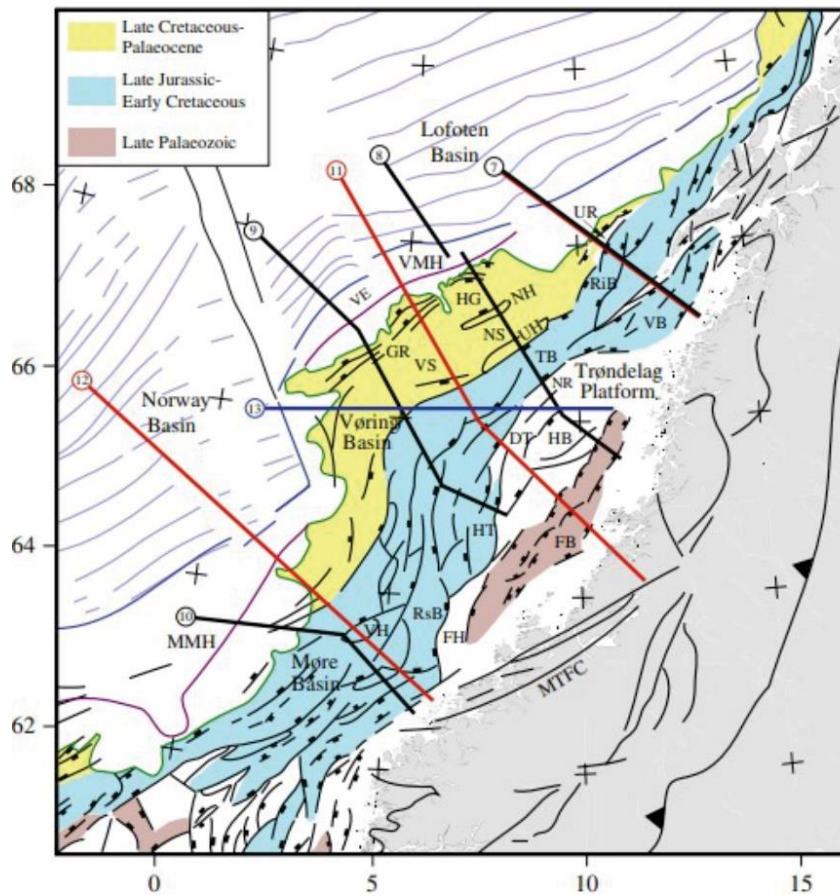 Late Cretaceous-
Palaeocene
Late Jurassic-
Early Cretaceous
Late Palaeozoic
Lofoten
Basin
68
66
64
62
0
5
10
15
8
11
7
9
UR
VMH
VE
HG
NH
RiB
NS
UH
VB
GR
VS
TB
12
Norway
Basin
13
Vøring
Basin
NR
Trøndelag
Platform
DT
HB
HT
FB
10
MMH
VH
RsB
FH
Møre
Basin
MTFC